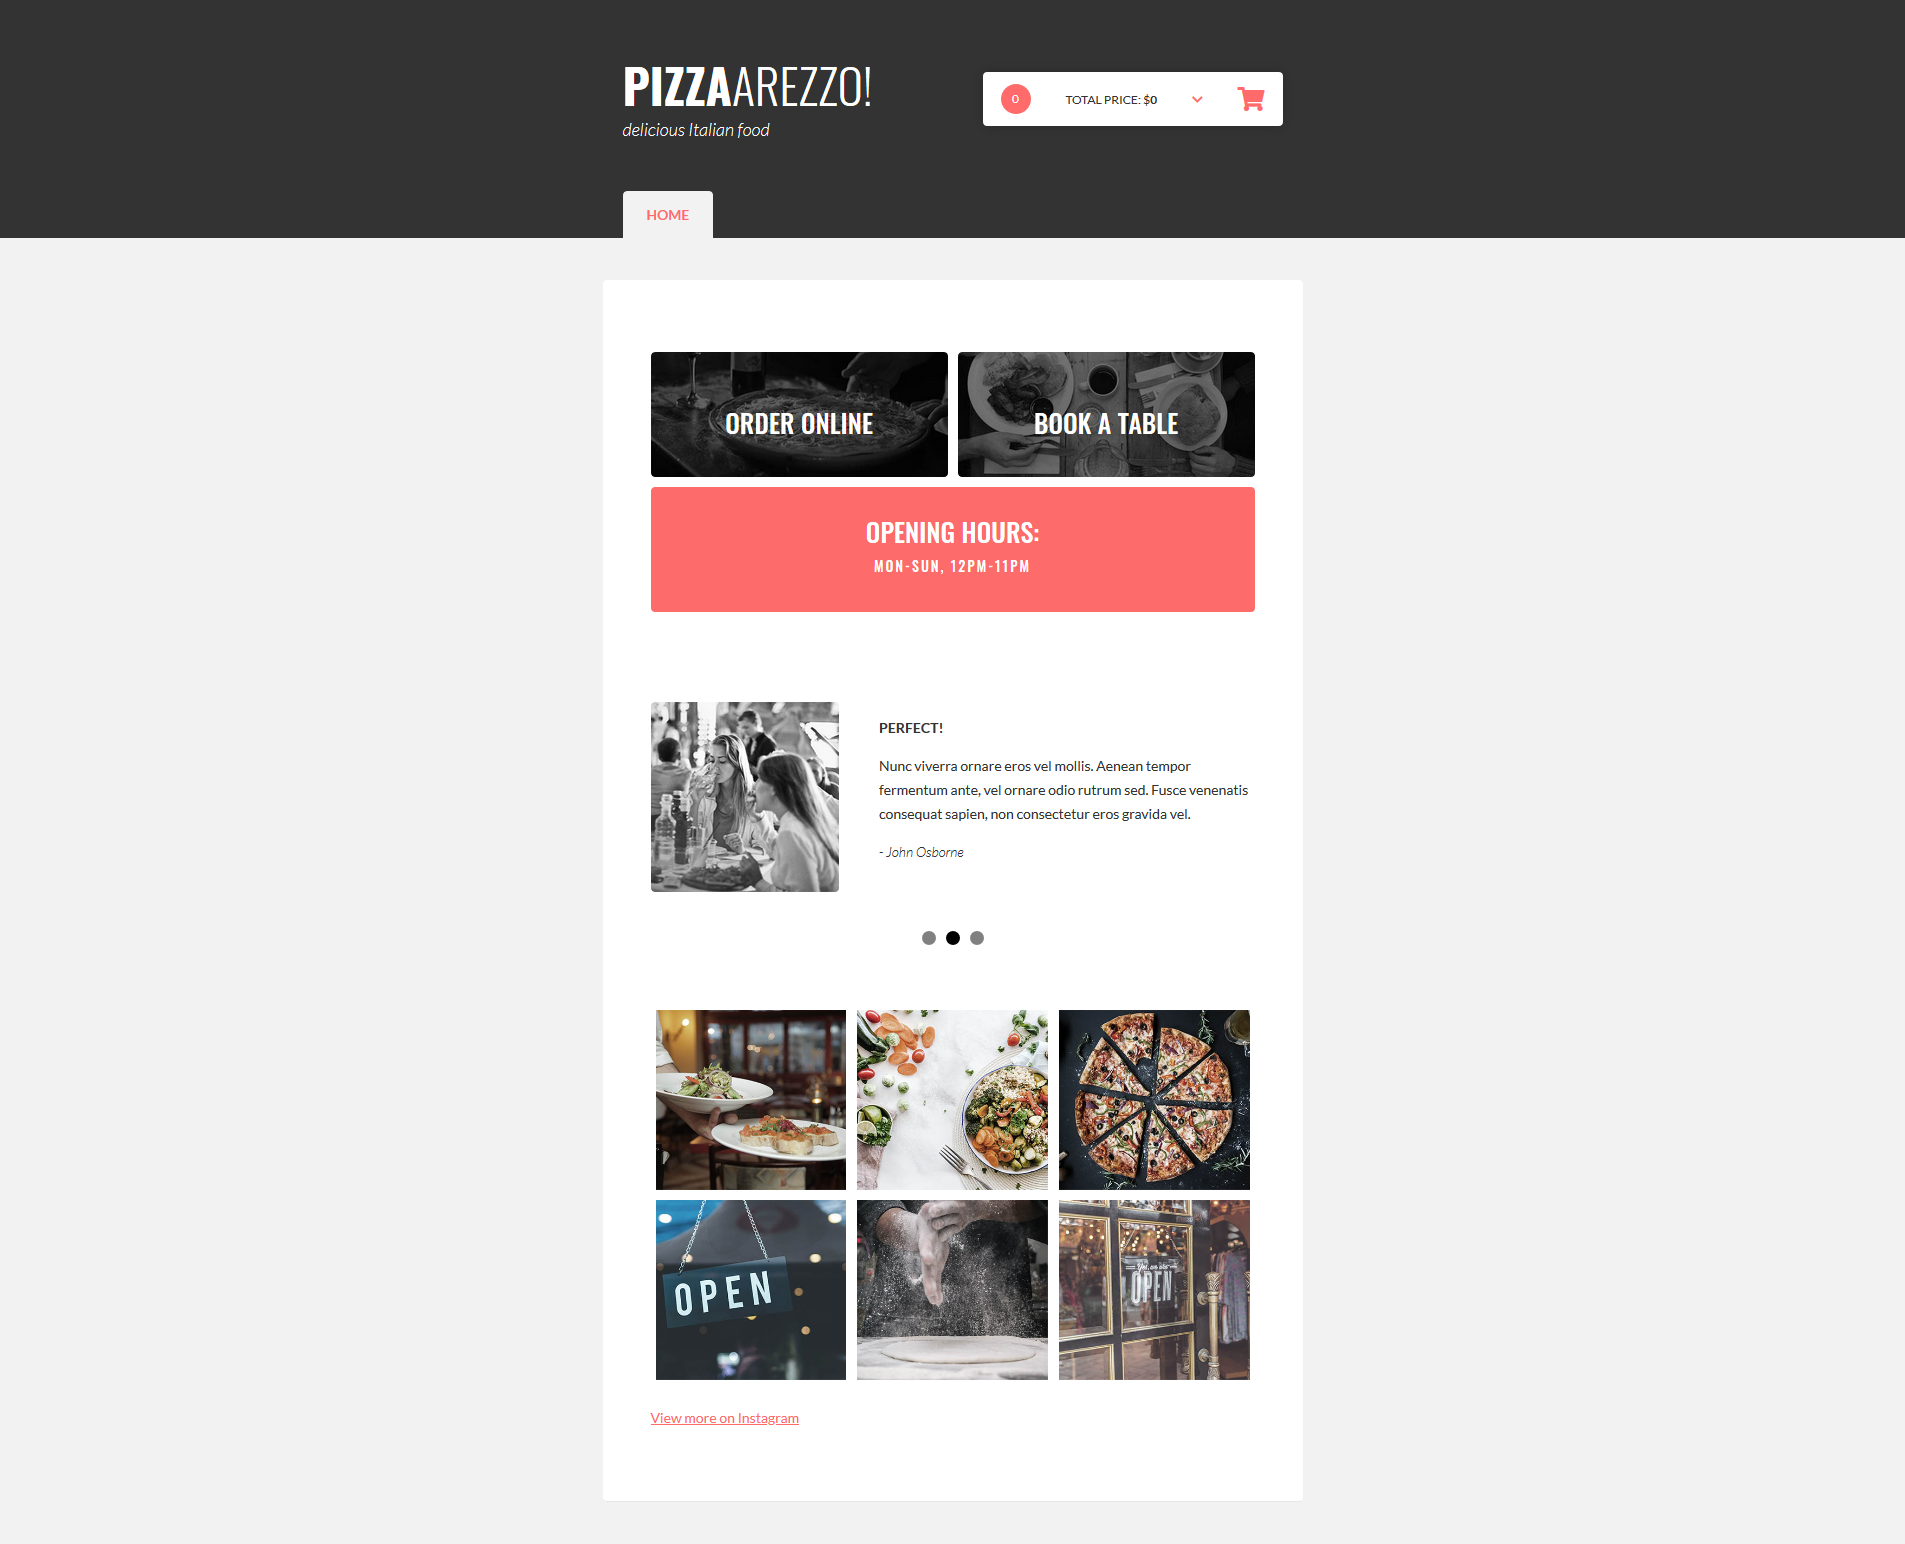 PIZZAAREZZO!
delicious Italian food
0
TOTAL PRICE: $0
HOME
ORDER ONLINE
BOOK A TABLE
OPENING HOURS:
MON-SUN, 12PM-11PM
PERFECT!
Nunc viverra ornare eros vel mollis. Aenean tempor
fermentum ante, vel ornare odio rutrum sed. Fusce venenatis
consequat sapien, non consectetur eros gravida vel.
- John Osborne
OPEN
Yes, we are
OPEN
View more on Instagram